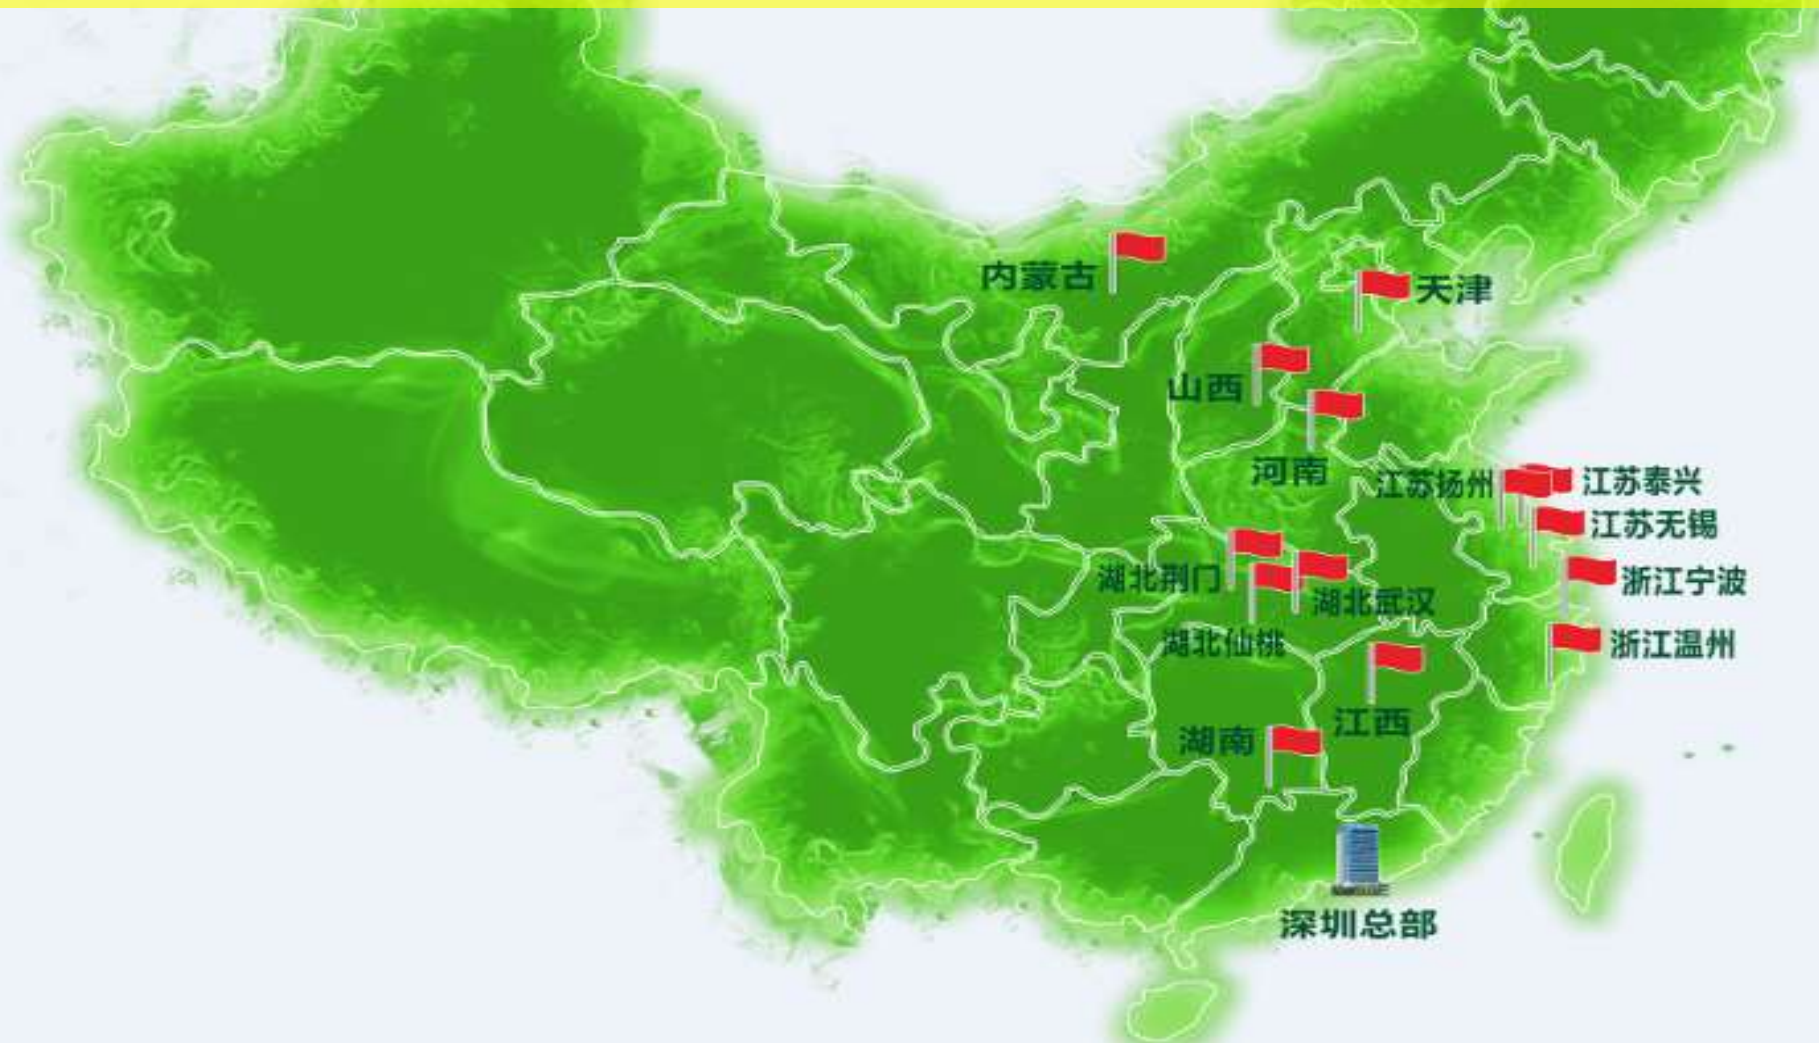 内蒙古
天津
山西
河南
江苏扬州
江苏泰兴
江苏无锡
湖北荆门
浙江宁波
湖北武汉
湖北仙桃
浙江温州
江西
湖南
深圳总部